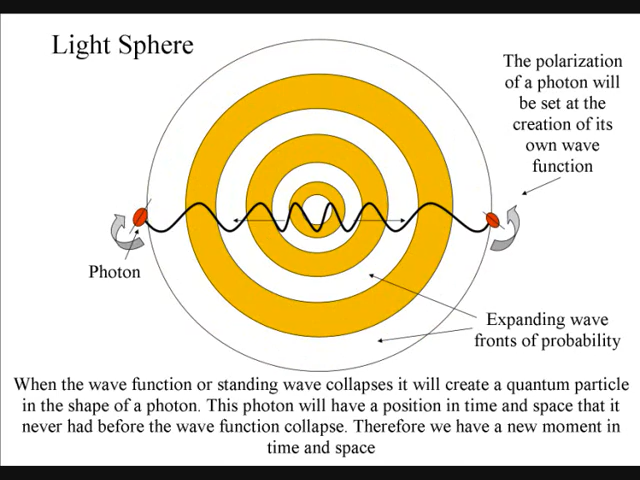 Light Sphere
The polarization
of a photon will
be set at the
creation of its
own wave
function
Photon
Expanding wave
fronts of probability
When the wave function or standing wave collapses it will create a quantum particle
in the shape of a photon. This photon will have a position in time and space that it
never had before the wave function collapse. Therefore we have a new moment in
time and space